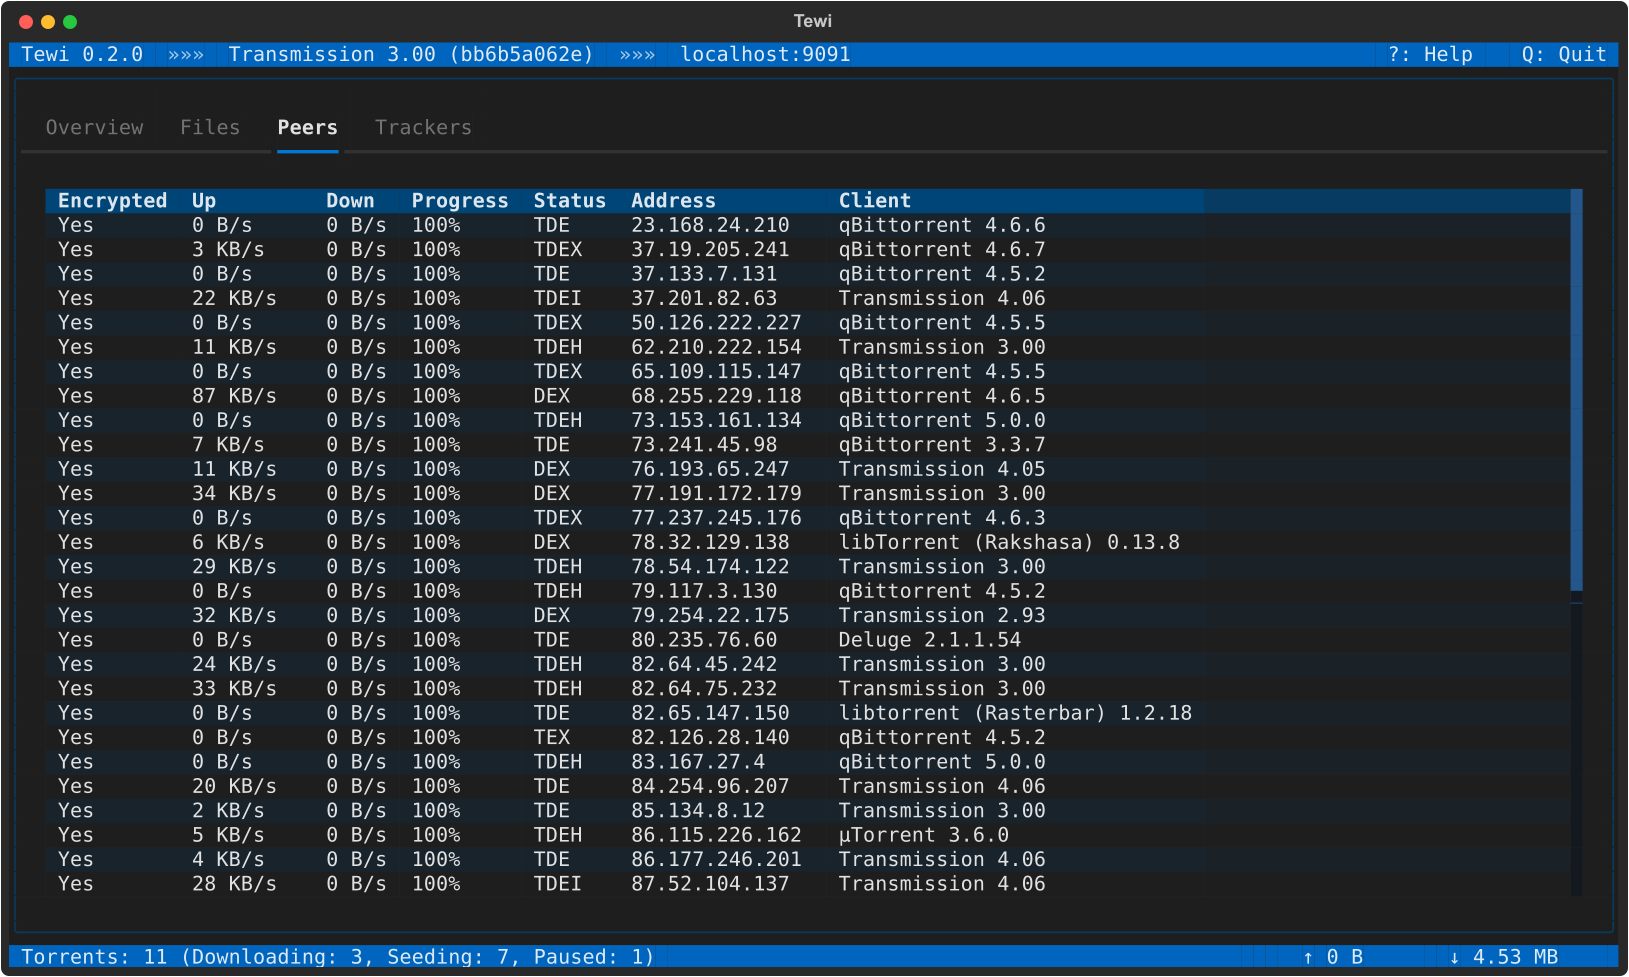 Tewi
Tewi 0.2.0 »»» Transmission 3.00 (bb6b5a062e) »»» localhost:9091 ?: Help Q: Quit
Overview Files Peers Trackers
Encrypted Up Down Progress Status Address Client
Yes 0 B/s 0 B/s 100% TDE 23.168.24.210 qBittorrent 4.6.6
Yes 3 KB/s 0 B/s 100% TDEX 37.19.205.241 qBittorrent 4.6.7
Yes 0 B/s 0 B/s 100% TDE 37.133.7.131 qBittorrent 4.5.2
Yes 22 KB/s 0 B/s 100% TDEI 37.201.82.63 Transmission 4.06
Yes 0 B/s 0 B/s 100% TDEX 50.126.222.227 qBittorrent 4.5.5
Yes 11 KB/s 0 B/s 100% TDEH 62.210.222.154 Transmission 3.00
Yes 0 B/s 0 B/s 100% TDEX 65.109.115.147 qBittorrent 4.5.5
Yes 87 KB/s 0 B/s 100% DEX 68.255.229.118 qBittorrent 4.6.5
Yes 0 B/s 0 B/s 100% TDEH 73.153.161.134 qBittorrent 5.0.0
Yes 7 KB/s 0 B/s 100% TDE 73.241.45.98 qBittorrent 3.3.7
Yes 11 KB/s 0 B/s 100% DEX 76.193.65.247 Transmission 4.05
Yes 34 KB/s 0 B/s 100% DEX 77.191.172.179 Transmission 3.00
Yes 0 B/s 0 B/s 100% TDEX 77.237.245.176 qBittorrent 4.6.3
Yes 6 KB/s 0 B/s 100% DEX 78.32.129.138 libTorrent (Rakshasa) 0.13.8
Yes 29 KB/s 0 B/s 100% TDEH 78.54.174.122 Transmission 3.00
Yes 0 B/s 0 B/s 100% TDEH 79.117.3.130 qBittorrent 4.5.2
Yes 32 KB/s 0 B/s 100% DEX 79.254.22.175 Transmission 2.93
Yes 0 B/s 0 B/s 100% TDE 80.235.76.60 Deluge 2.1.1.54
Yes 24 KB/s 0 B/s 100% TDEH 82.64.45.242 Transmission 3.00
Yes 33 KB/s 0 B/s 100% TDEH 82.64.75.232 Transmission 3.00
Yes 0 B/s 0 B/s 100% TDE 82.65.147.150 libtorrent (Rasterbar) 1.2.18
Yes 0 B/s 0 B/s 100% TEX 82.126.28.140 qBittorrent 4.5.2
Yes 0 B/s 0 B/s 100% TDEH 83.167.27.4 qBittorrent 5.0.0
Yes 20 KB/s 0 B/s 100% TDE 84.254.96.207 Transmission 4.06
Yes 2 KB/s 0 B/s 100% TDE 85.134.8.12 Transmission 3.00
Yes 5 KB/s 0 B/s 100% TDEH 86.115.226.162 µTorrent 3.6.0
Yes 4 KB/s 0 B/s 100% TDE 86.177.246.201 Transmission 4.06
Yes 28 KB/s 0 B/s 100% TDEI 87.52.104.137 Transmission 4.06
Torrents: 11 (Downloading: 3, Seeding: 7, Paused: 1) ↑ 0 B ↓ 4.53 MB